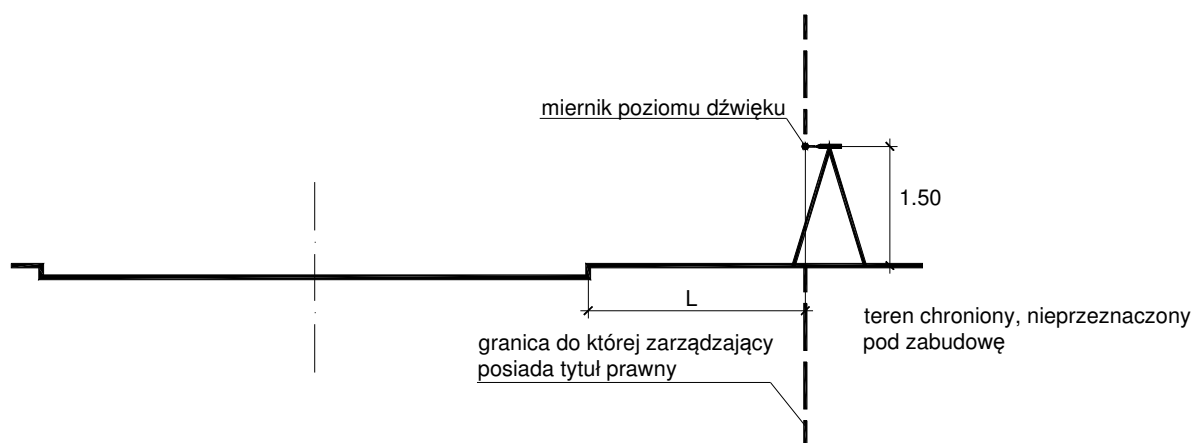 miernik poziomu dźwięku
1.50
L
teren chroniony, nieprzeznaczony
pod zabudowę
granica do której zarządzający
posiada tytuł prawny